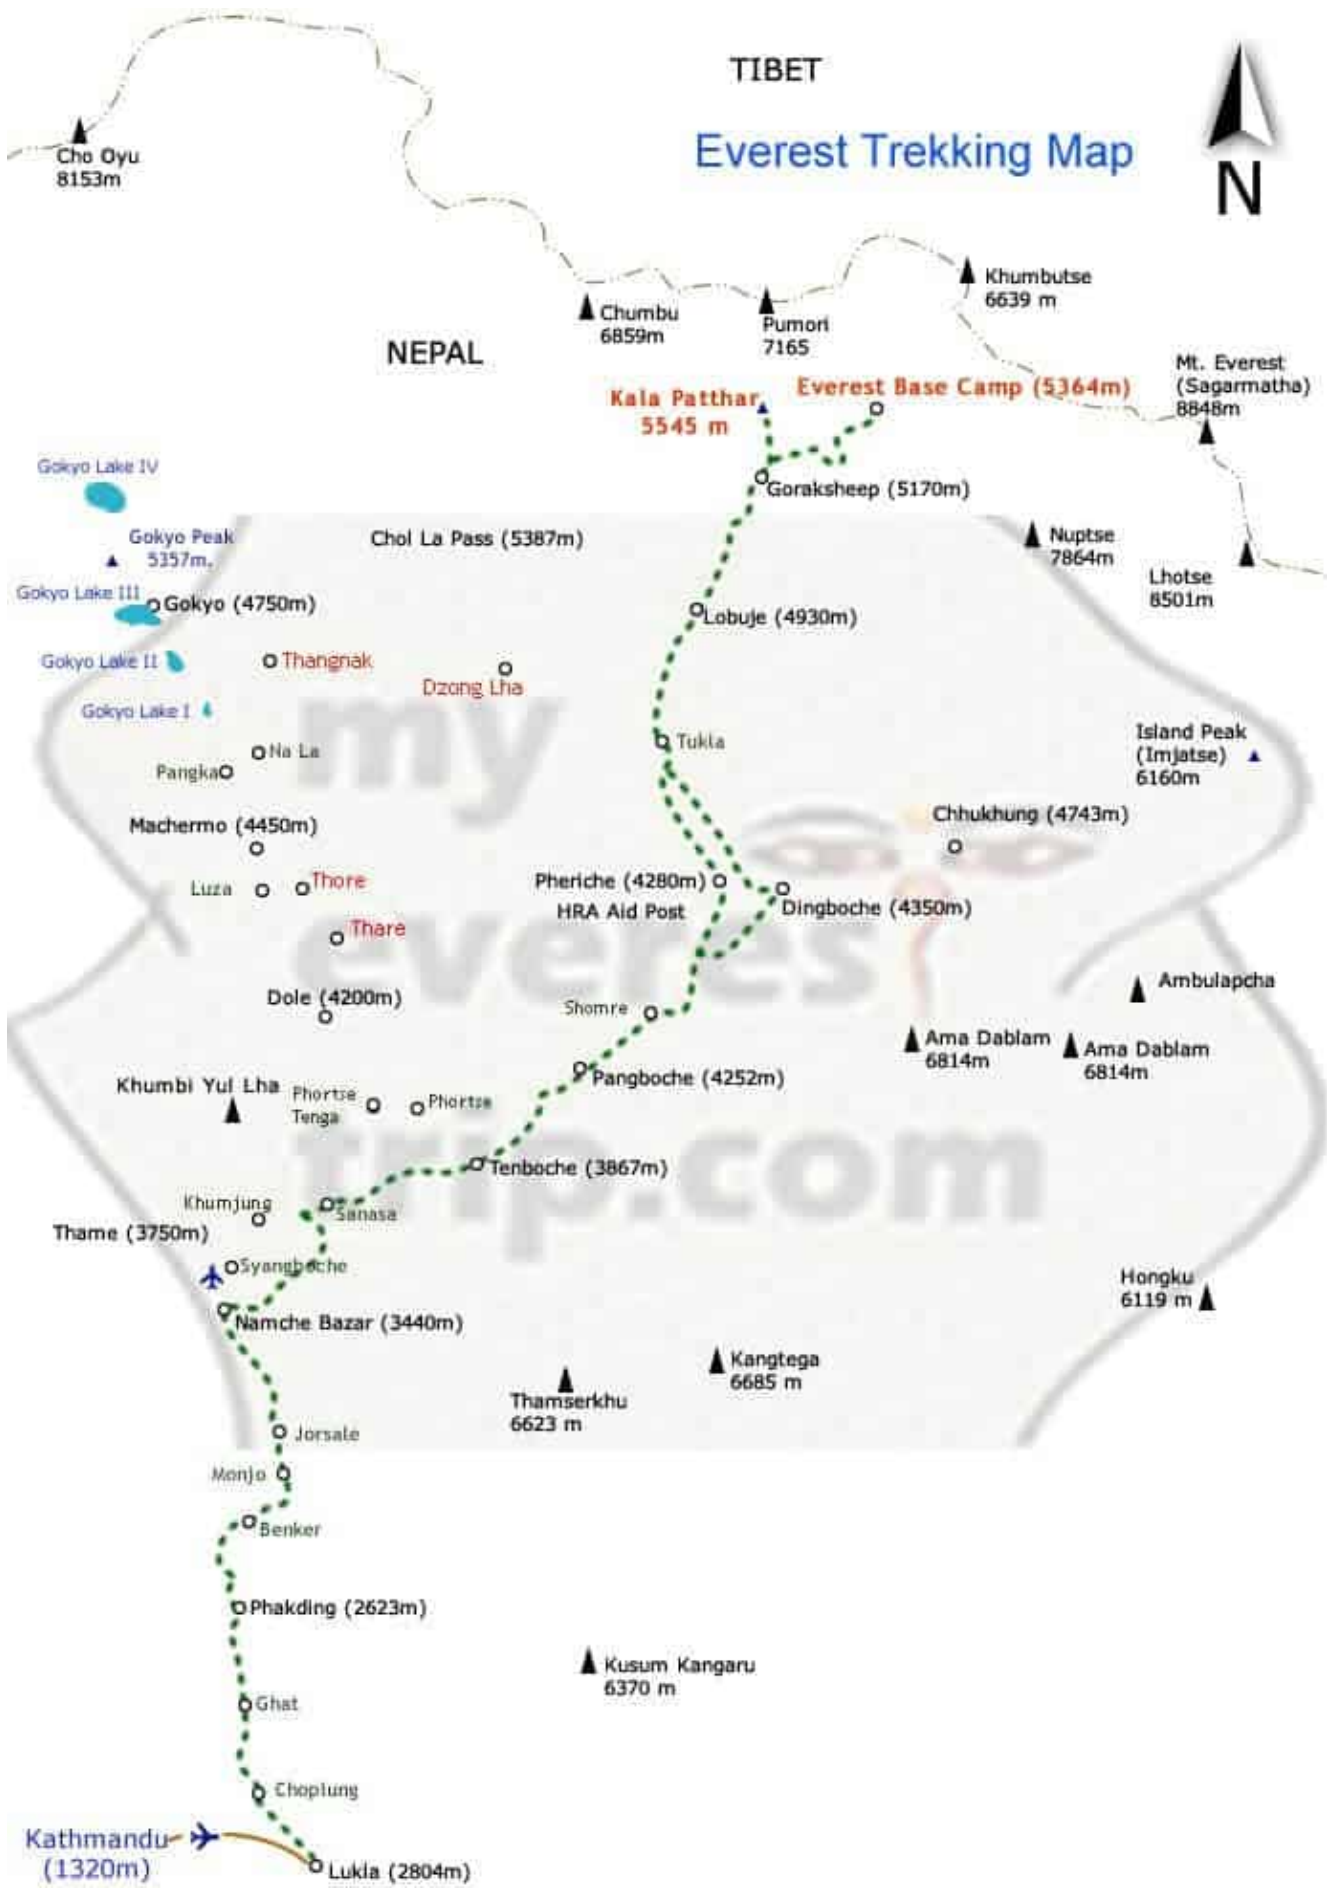 TIBET
Everest Trekking Map
N
Cho Oyu
8153m
Khumbutse
6639 m
Chumbu
6859m
Pumori
7165
NEPAL
Mt. Everest
(Sagarmatha)
8848m
Kala Patthar
5545 m
Everest Base Camp (5364m)
Gokyo Lake IV
Goraksheep (5170m)
Gokyo Peak
5357m.
Chol La Pass (5387m)
Nuptse
7864m
Lhotse
8501m
Gokyo Lake III
Gokyo (4750m)
Lobuje (4930m)
Gokyo Lake II
Thangnak
Dzong Lha
Gokyo Lake I
my
Tukla
Island Peak
(Imjatse)
6160m
Na La
Pangka
Machermo (4450m)
Chhukhung (4743m)
Luza
Thore
Pheriche (4280m)
HRA Aid Post
Dingboche (4350m)
Thare
everes
Dole (4200m)
Shomre
Ambulapcha
Ama Dablam
6814m
Ama Dablam
6814m
Pangboche (4252m)
Khumbi Yul Lha
Phortse
Tenga
Phortse
Tenboche (3867m)
trip.com
Khumjung
Sanasa
Thame (3750m)
Syangboche
Namche Bazar (3440m)
Hongku
6119 m
Kangtega
6685 m
Thamserkhu
6623 m
Jorsale
Monjo
Benker
Phakding (2623m)
Kusum Kangaru
6370 m
Ghat
Choplung
Kathmandu
(1320m)
Lukla (2804m)